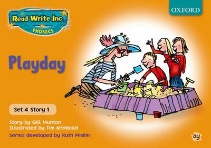 Read Write Inc.
PHONICS
OXFORD
Playday
Set 4 Story 1
Story by Gill Munton
Illustrated by Tim Archbold
Series developed by Ruth Miskin
ay